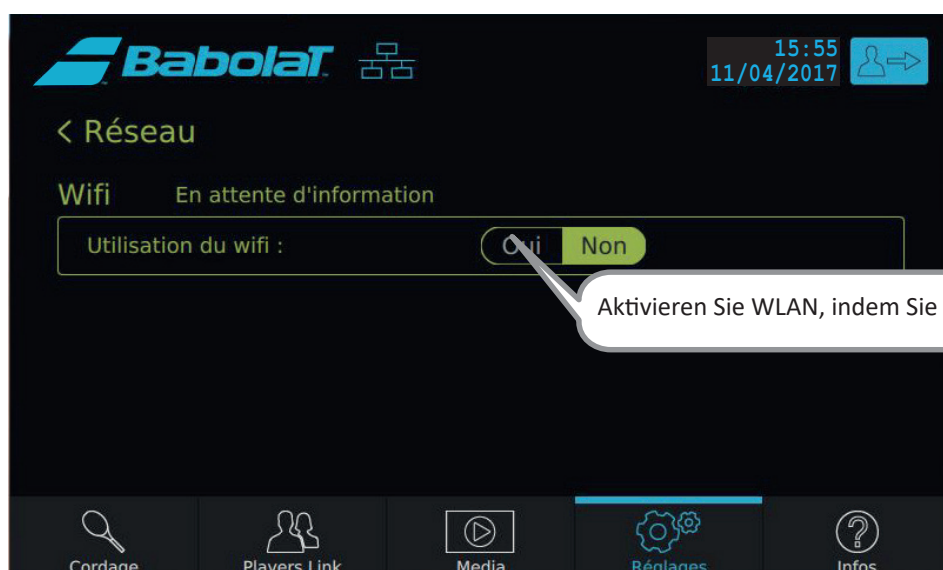 BabolaT
15:55
11/04/2017
< Réseau
Wifi En attente d'information
Utilisation du wifi : Oui Non
Aktivieren Sie WLAN, indem Sie
Cordage Players Link Media Réglages Infos